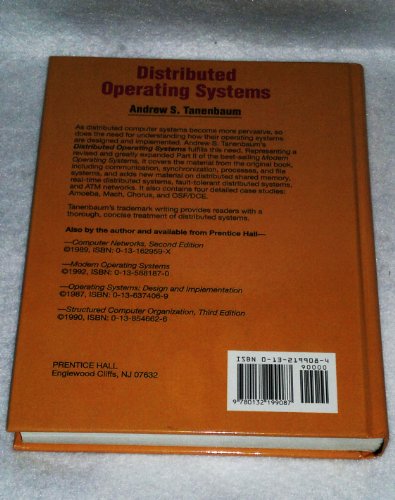 Distributed
Operating Systems
Andrew S. Tanenbaum
As distributed computer systems become more pervasive, so
does the need for understanding how their operating systems
are designed and implemented. Andrew S. Tanenbaum's
Distributed Operating Systems fulfills this need. Representing a
revised and greatly expanded Part II of the best-selling Modern
Operating Systems, it covers the material from the original book,
including communication, synchronization, processes, and file
systems, and adds new material on distributed shared memory,
real-time distributed systems, fault-tolerant distributed systems,
and ATM networks. It also contains four detailed case studies:
Amoeba, Mach, Chorus, and OSF/DCE.
Tanenbaum's trademark writing provides readers with a
thorough, concise treatment of distributed systems.
Also by the author and available from Prentice Hall—
—Computer Networks, Second Edition
©1989, ISBN: 0-13-162959-X
—Modern Operating Systems
©1992, ISBN: 0-13-588187-0
—Operating Systems: Design and Implementation
©1987, ISBN: 0-13-637406-9
—Structured Computer Organization, Third Edition
©1990, ISBN: 0-13-854662-8
PRENTICE HALL
Englewood Cliffs, NJ 07632
ISBN 0-13-219908-4
90000
9 780132 199087